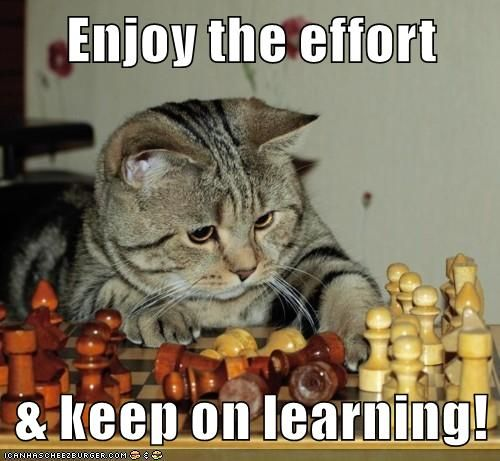 Enjoy the effort
& keep on learning!
ICANHASCHEEZBURGER.COM